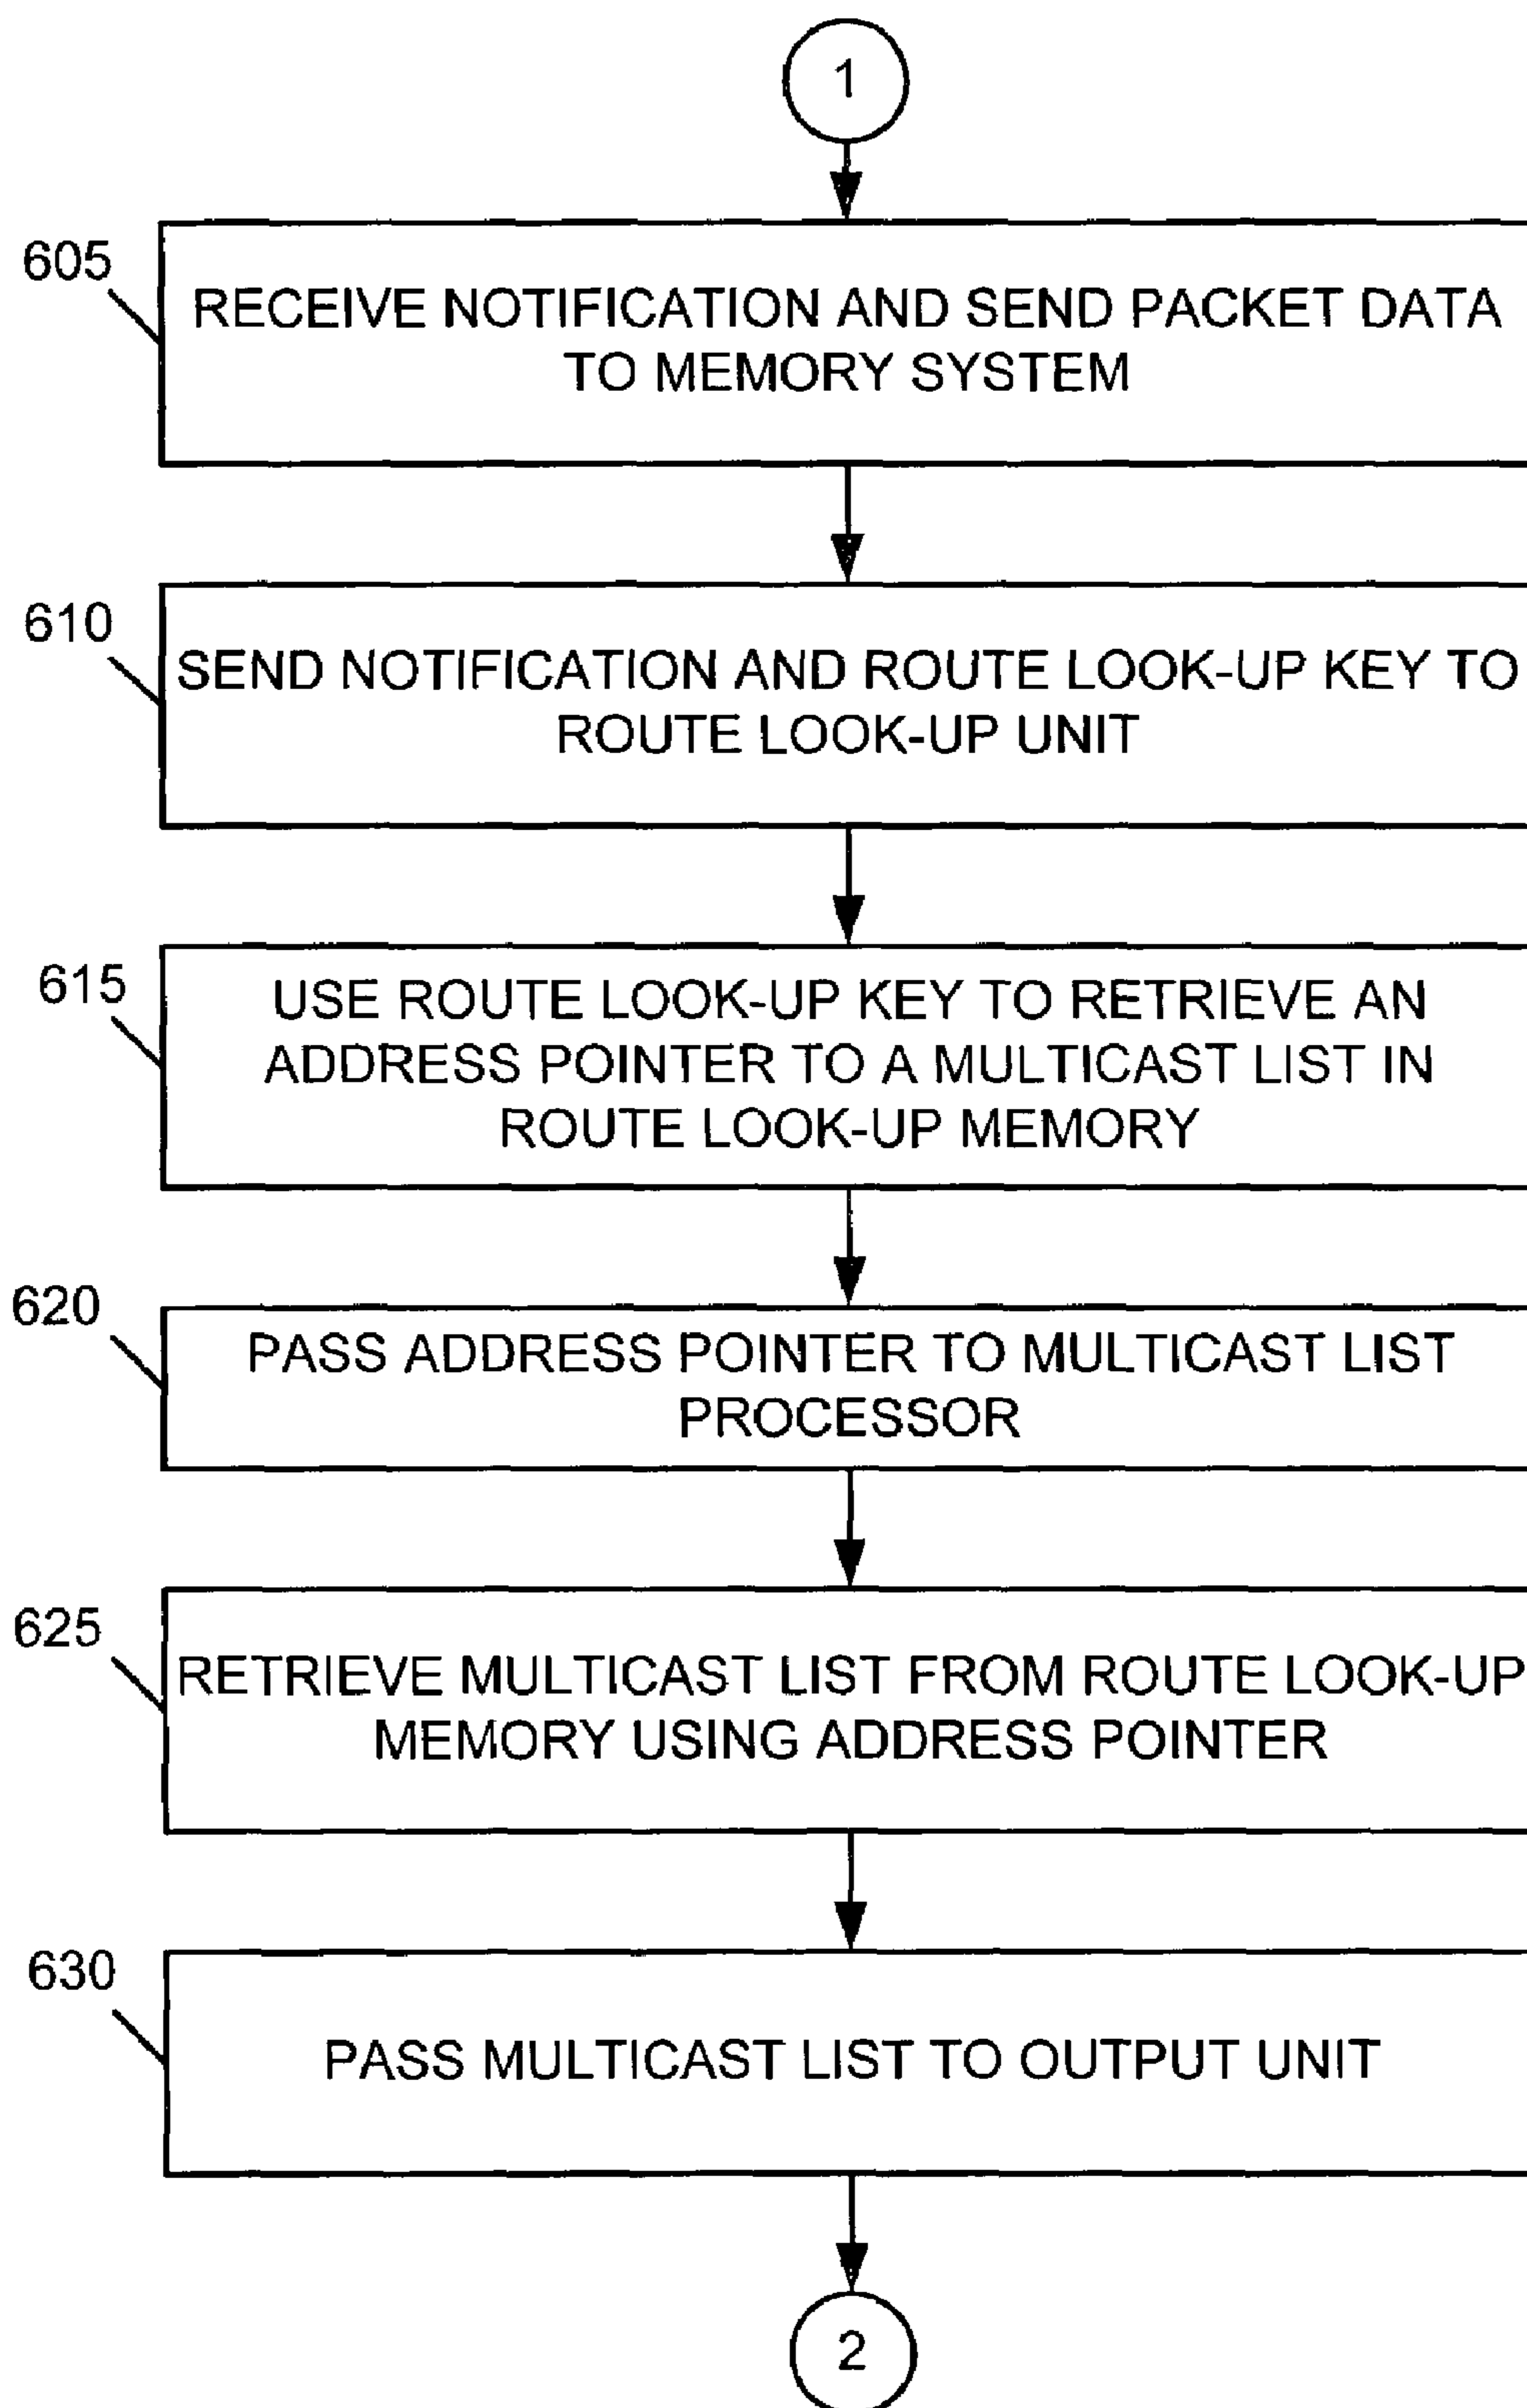 1
605
RECEIVE NOTIFICATION AND SEND PACKET DATA
TO MEMORY SYSTEM
610
SEND NOTIFICATION AND ROUTE LOOK-UP KEY TO
ROUTE LOOK-UP UNIT
615
USE ROUTE LOOK-UP KEY TO RETRIEVE AN
ADDRESS POINTER TO A MULTICAST LIST IN
ROUTE LOOK-UP MEMORY
620
PASS ADDRESS POINTER TO MULTICAST LIST
PROCESSOR
625
RETRIEVE MULTICAST LIST FROM ROUTE LOOK-UP
MEMORY USING ADDRESS POINTER
630
PASS MULTICAST LIST TO OUTPUT UNIT
2